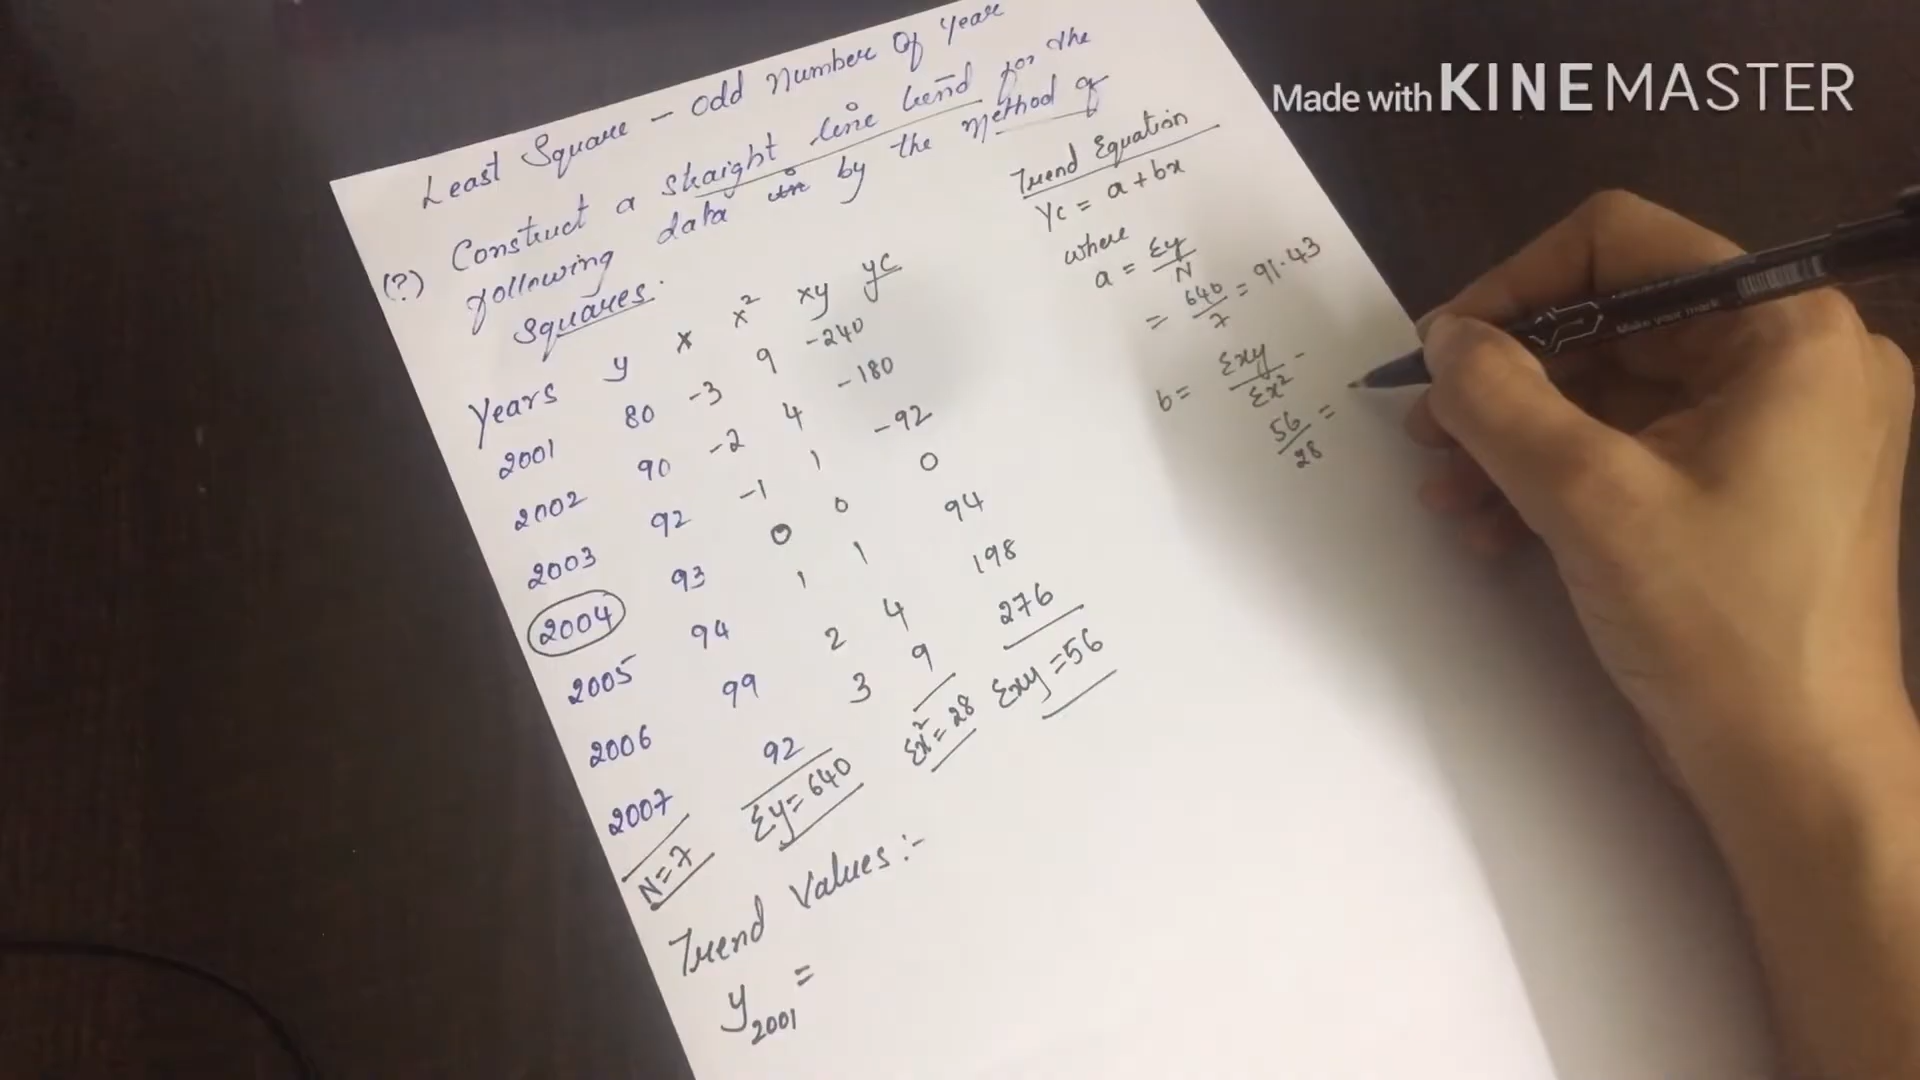 Least Square - Odd Number Of Year
(?) Construct a straight line trend for the
following data by the Method of
Squares.
Years y x x² xy yc
2001 80 -3 9 -240
2002 90 -2 4 -180
2003 92 -1 1 -92
2004 93 0 0 0
2005 94 1 1 94
2006 99 2 4 198
2007 92 3 9 276
N=7 Σy=640 Σx²=28 Σxy=56
Trend Values:-
y2001 =
Trend Equation
Yc = a+bx
where
a = Σy/N
= 640/7 = 91.43
b= Σxy/Σx² -
56/28 =
Made with KINEMASTER
Make your mark